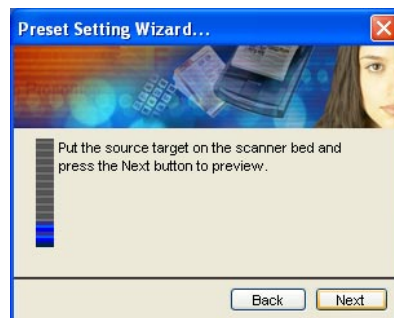 Preset Setting Wizard...
Put the source target on the scanner bed and
press the Next button to preview.
Back
Next